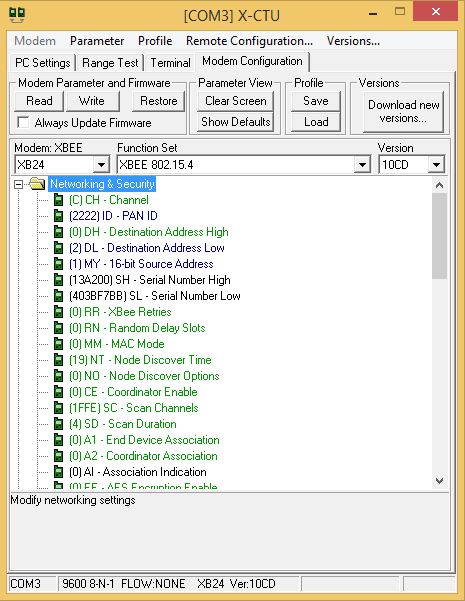 [COM3] X-CTU
Modem Parameter Profile Remote Configuration... Versions...
PC Settings Range Test Terminal Modem Configuration
Modem Parameter and Firmware Parameter View Profile Versions
Read Write Restore Clear Screen Save Download new versions...
Always Update Firmware Show Defaults Load
Modem: XBEE Function Set Version
XB24 XBEE 802.15.4 10CD
Networking & Security
(C) CH - Channel
(2222) ID - PAN ID
(0) DH - Destination Address High
(2) DL - Destination Address Low
(1) MY - 16-bit Source Address
(13A200) SH - Serial Number High
(403BF7BB) SL - Serial Number Low
(0) RR - XBee Retries
(0) RN - Random Delay Slots
(0) MM - MAC Mode
(19) NT - Node Discover Time
(0) NO - Node Discover Options
(0) CE - Coordinator Enable
(1FFE) SC - Scan Channels
(4) SD - Scan Duration
(0) A1 - End Device Association
(0) A2 - Coordinator Association
(0) AI - Association Indication
(0) EE - AES Encryption Enable
Modify networking settings
COM3 9600 8-N-1 FLOW:NONE XB24 Ver:10CD